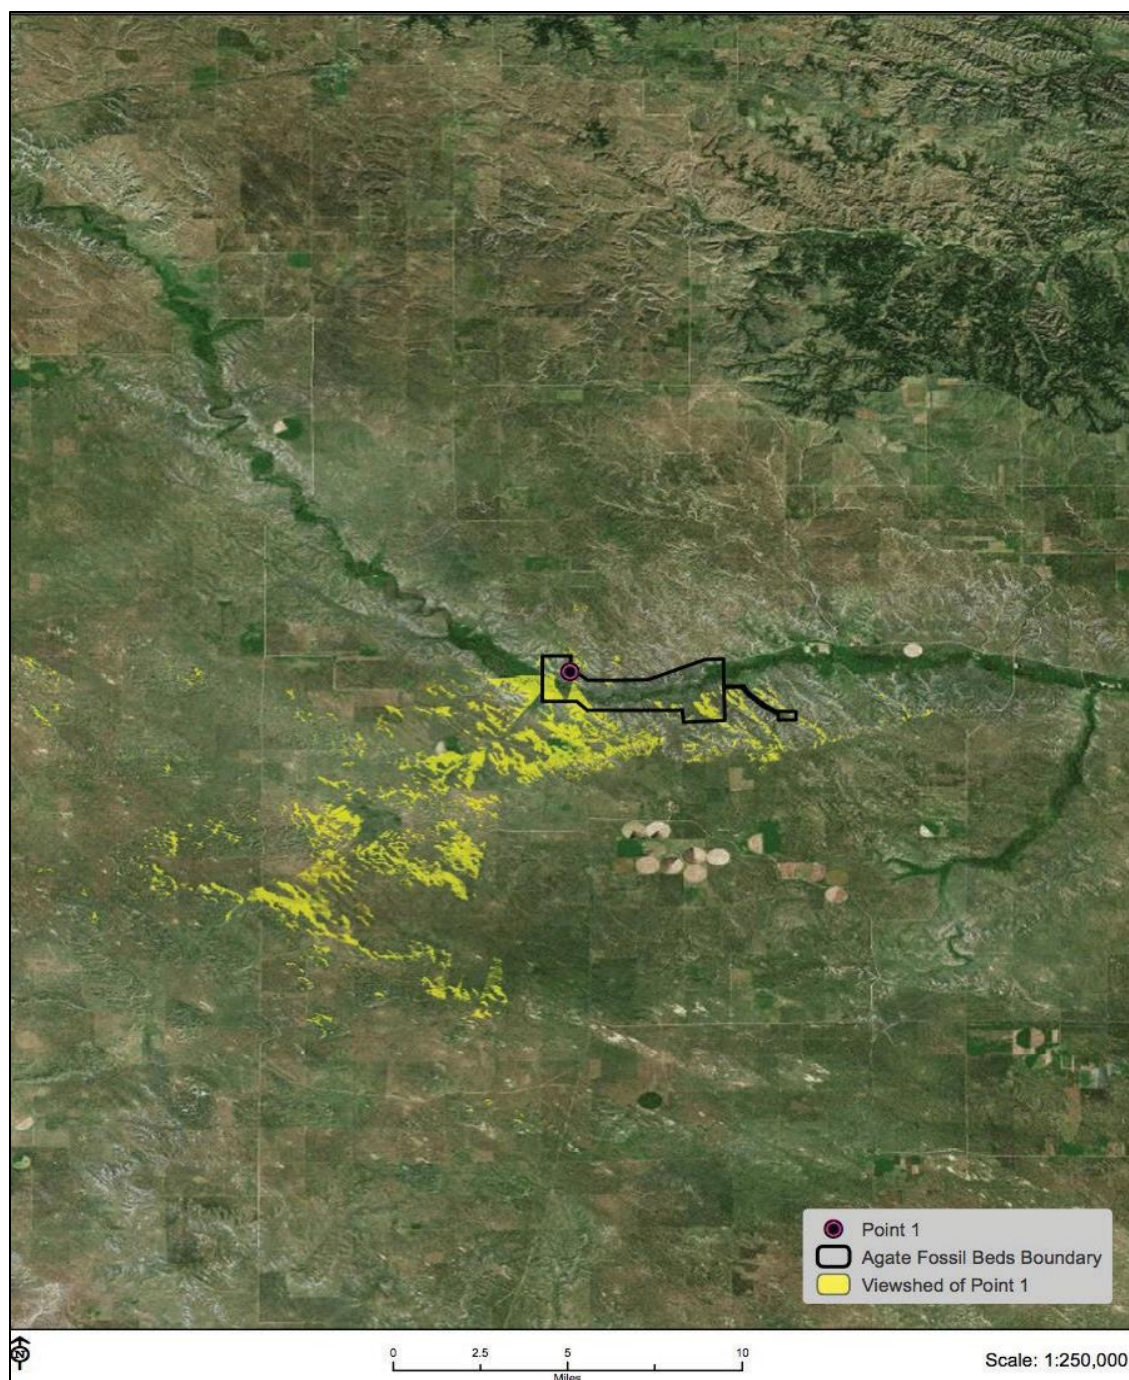 Point 1
Agate Fossil Beds Boundary
Viewshed of Point 1
N
0 2.5 5 10
Miles
Scale: 1:250,000